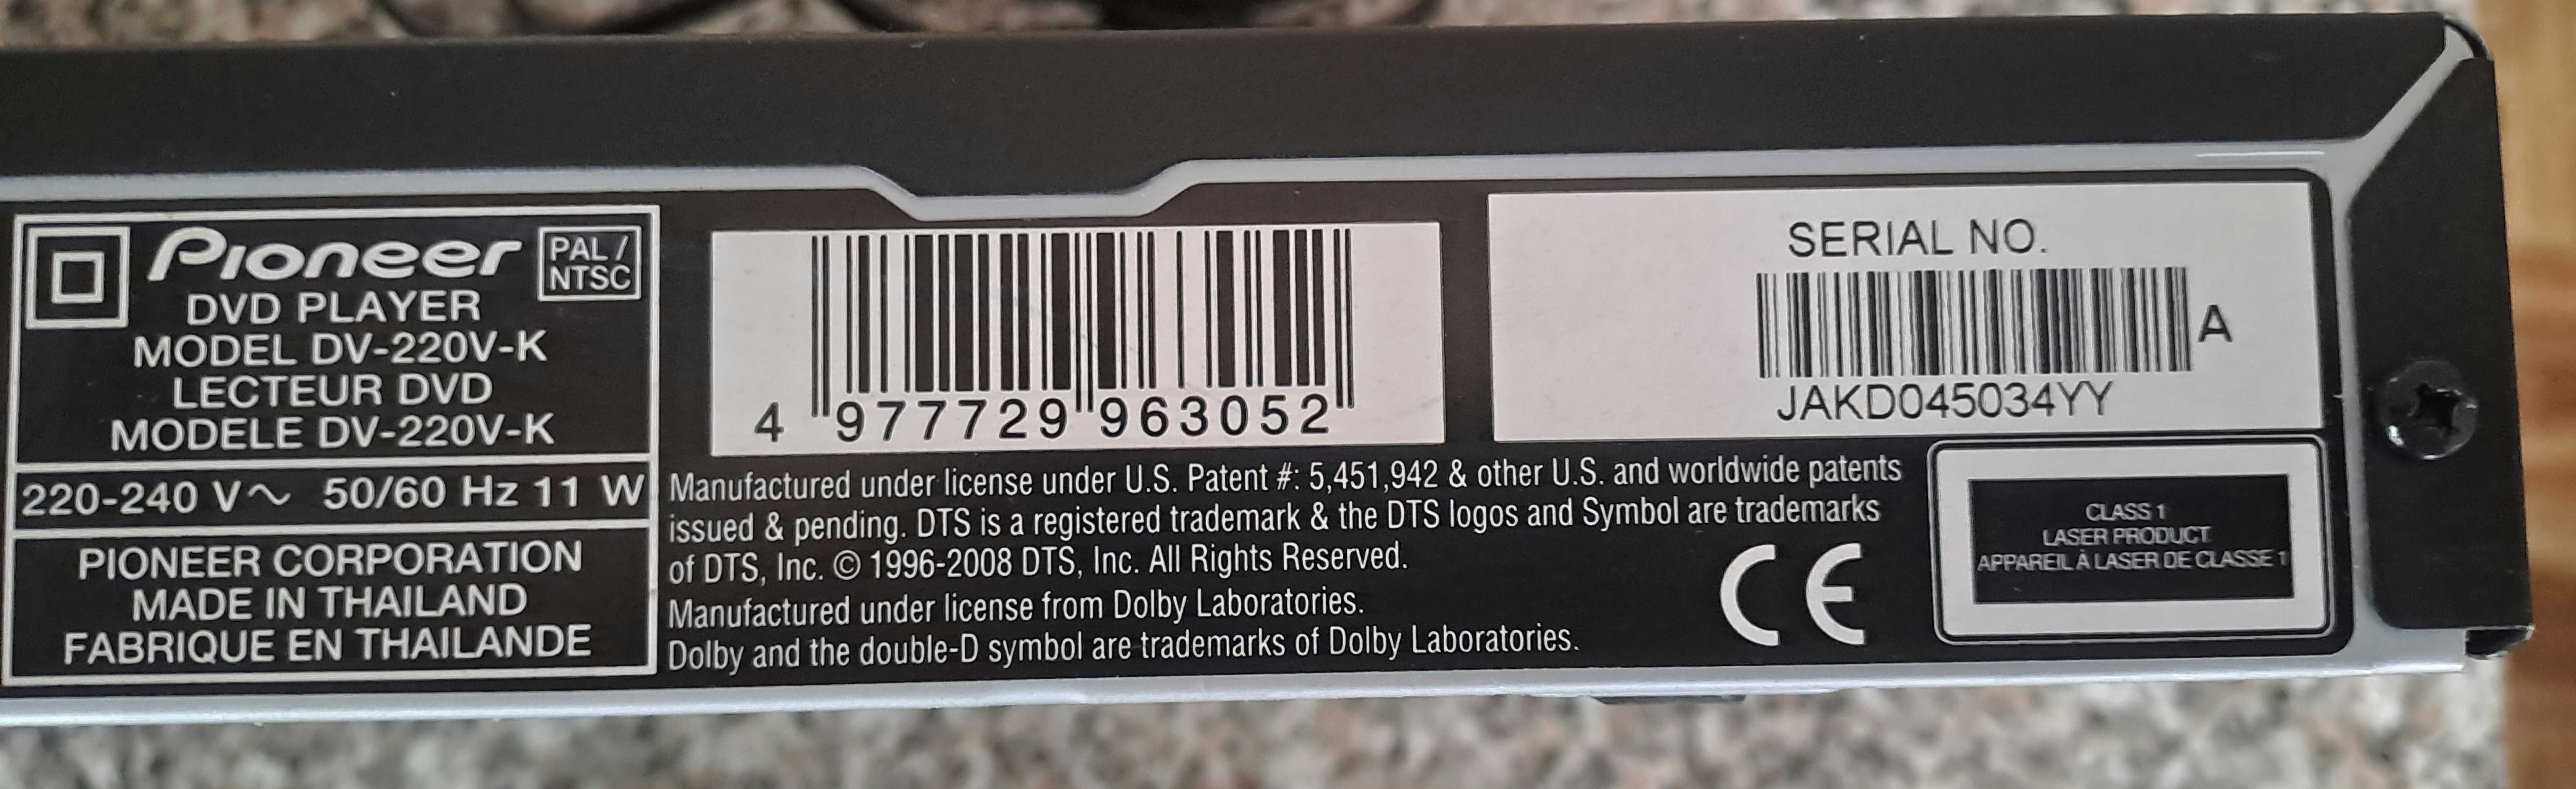 Pioneer
PAL /
NTSC
DVD PLAYER
MODEL DV-220V-K
LECTEUR DVD
MODELE DV-220V-K
220-240 V~ 50/60 Hz 11 W
PIONEER CORPORATION
MADE IN THAILAND
FABRIQUE EN THAILANDE
4 977729 963052
SERIAL NO.
A
JAKD045034YY
Manufactured under license under U.S. Patent #: 5,451,942 & other U.S. and worldwide patents
issued & pending. DTS is a registered trademark & the DTS logos and Symbol are trademarks
of DTS, Inc. © 1996-2008 DTS, Inc. All Rights Reserved.
Manufactured under license from Dolby Laboratories.
Dolby and the double-D symbol are trademarks of Dolby Laboratories.
CE
CLASS 1
LASER PRODUCT
APPAREIL À LASER DE CLASSE 1